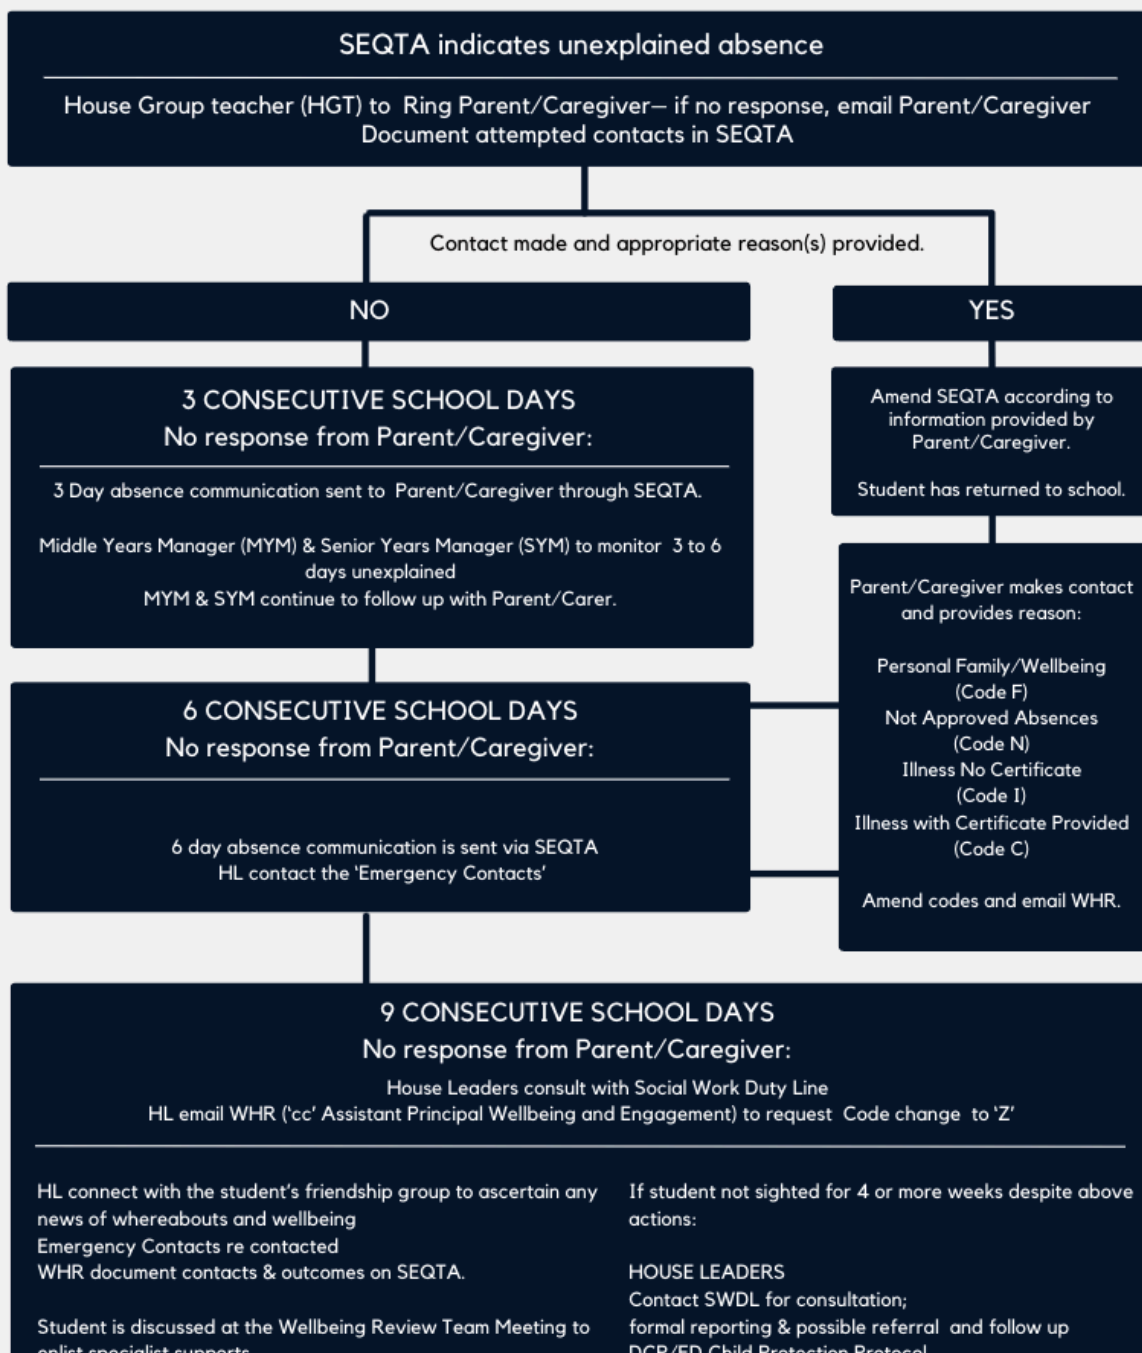 SEQTA indicates unexplained absence
House Group teacher (HGT) to Ring Parent/Caregiver– if no response, email Parent/Caregiver
Document attempted contacts in SEQTA
Contact made and appropriate reason(s) provided.
NO
YES
3 CONSECUTIVE SCHOOL DAYS
No response from Parent/Caregiver:
3 Day absence communication sent to Parent/Caregiver through SEQTA.
Middle Years Manager (MYM) & Senior Years Manager (SYM) to monitor 3 to 6
days unexplained
MYM & SYM continue to follow up with Parent/Carer.
Amend SEQTA according to
information provided by
Parent/Caregiver.
Student has returned to school.
Parent/Caregiver makes contact
and provides reason:
Personal Family/Wellbeing
(Code F)
Not Approved Absences
(Code N)
Illness No Certificate
(Code I)
Illness with Certificate Provided
(Code C)
Amend codes and email WHR.
6 CONSECUTIVE SCHOOL DAYS
No response from Parent/Caregiver:
6 day absence communication is sent via SEQTA
HL contact the ‘Emergency Contacts’
9 CONSECUTIVE SCHOOL DAYS
No response from Parent/Caregiver:
House Leaders consult with Social Work Duty Line
HL email WHR (‘cc’ Assistant Principal Wellbeing and Engagement) to request Code change to ‘Z’
HL connect with the student’s friendship group to ascertain any
news of whereabouts and wellbeing
Emergency Contacts re contacted
WHR document contacts & outcomes on SEQTA.
Student is discussed at the Wellbeing Review Team Meeting to
enlist specialist supports
If student not sighted for 4 or more weeks despite above
actions:
HOUSE LEADERS
Contact SWDL for consultation;
formal reporting & possible referral and follow up
Child Protection Protocol